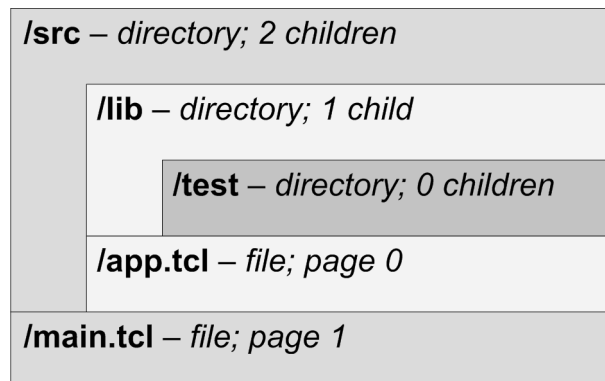 /src – directory; 2 children
/lib – directory; 1 child
/test – directory; 0 children
/app.tcl – file; page 0
/main.tcl – file; page 1